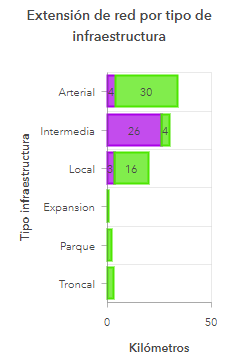 Extensión de red por tipo de
infraestructura
Tipo infraestructura
Arterial
4 30
Intermedia
26 4
Local
3 16
Expansion
Parque
Troncal
0 50
Kilómetros